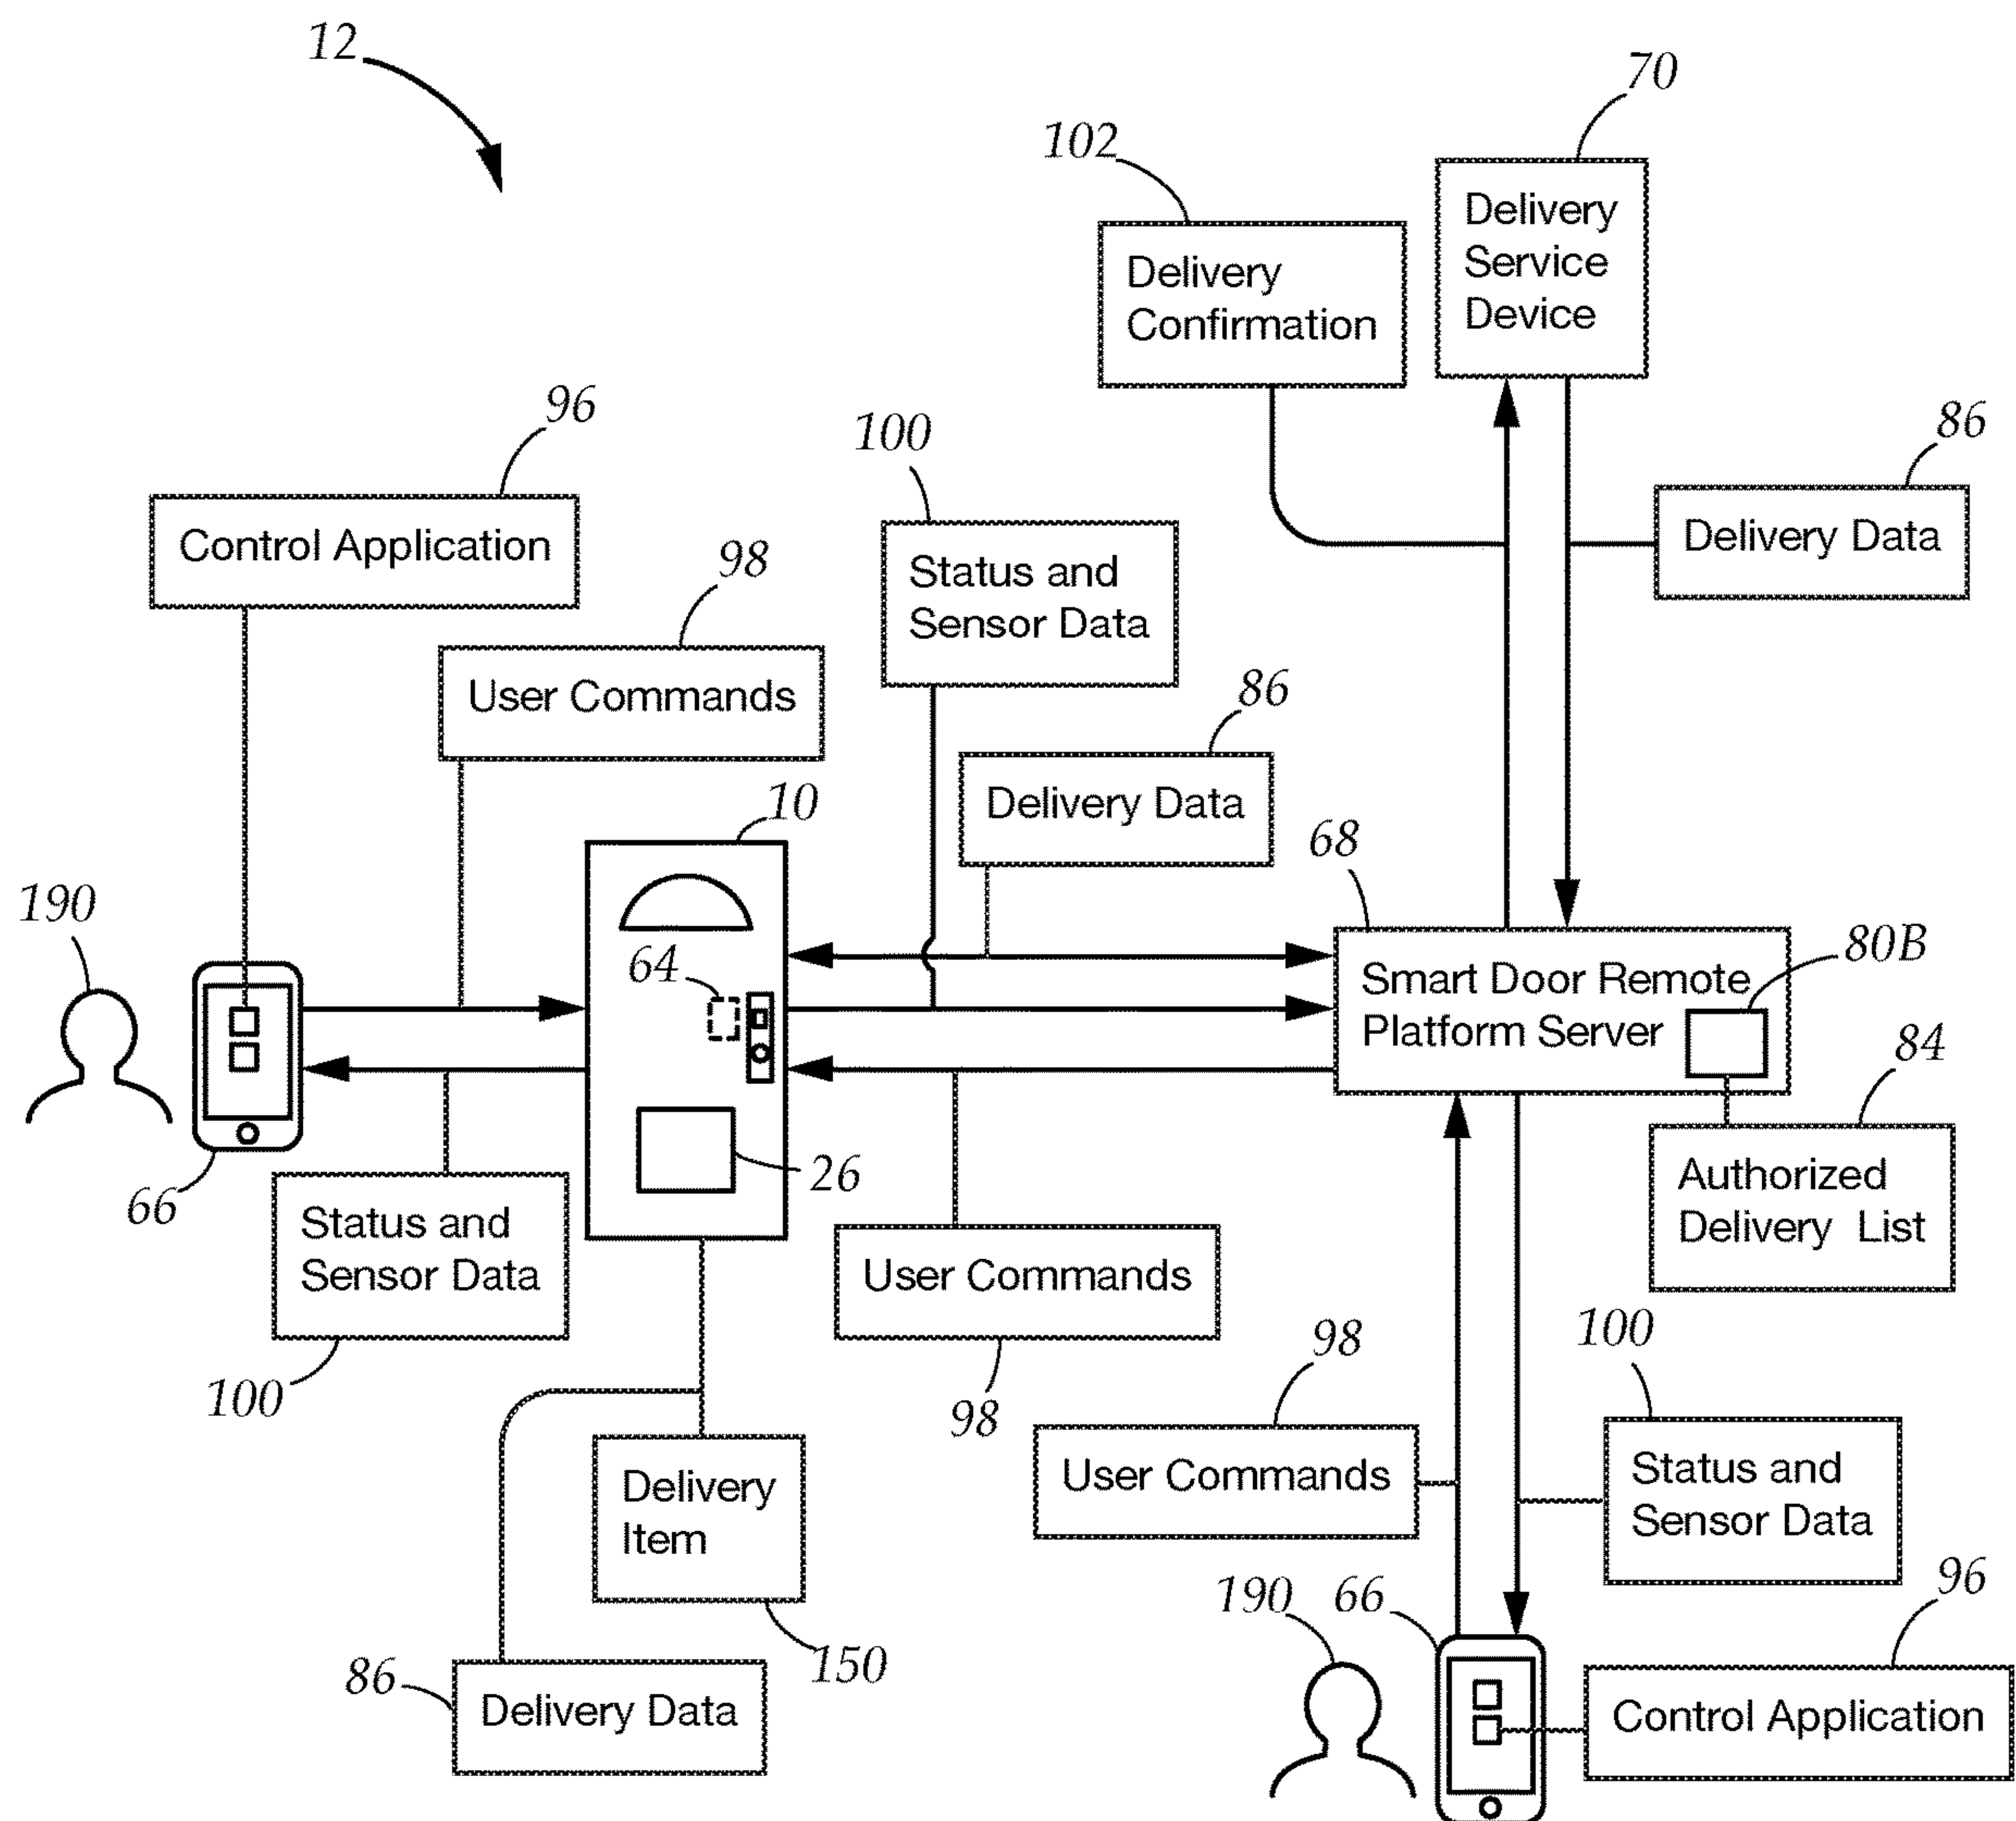 12
70
102
Delivery
Service
Device
Delivery
Confirmation
96
100
86
Control Application
98
Status and
Sensor Data
Delivery Data
User Commands
86
10
Delivery Data
68
190
64
80B
Smart Door Remote
Platform Server
84
66
26
Authorized
Delivery List
Status and
Sensor Data
User Commands
100
98
98
100
User Commands
Status and
Sensor Data
Delivery
Item
190
66
96
150
86
Delivery Data
Control Application